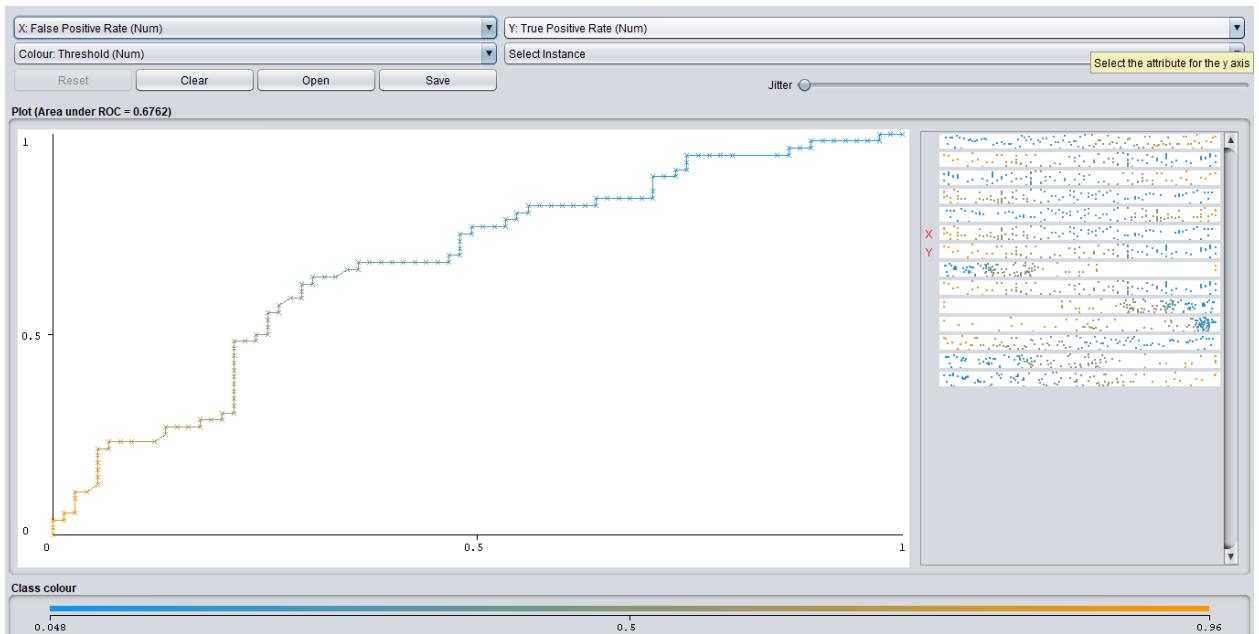 X: False Positive Rate (Num)
Y: True Positive Rate (Num)
Colour: Threshold (Num)
Select Instance
Select the attribute for the y axis
Reset
Clear
Open
Save
Jitter
Plot (Area under ROC = 0.6762)
1
0.5
0
0
0.5
1
X
Y
Class colour
0.048
0.5
0.96